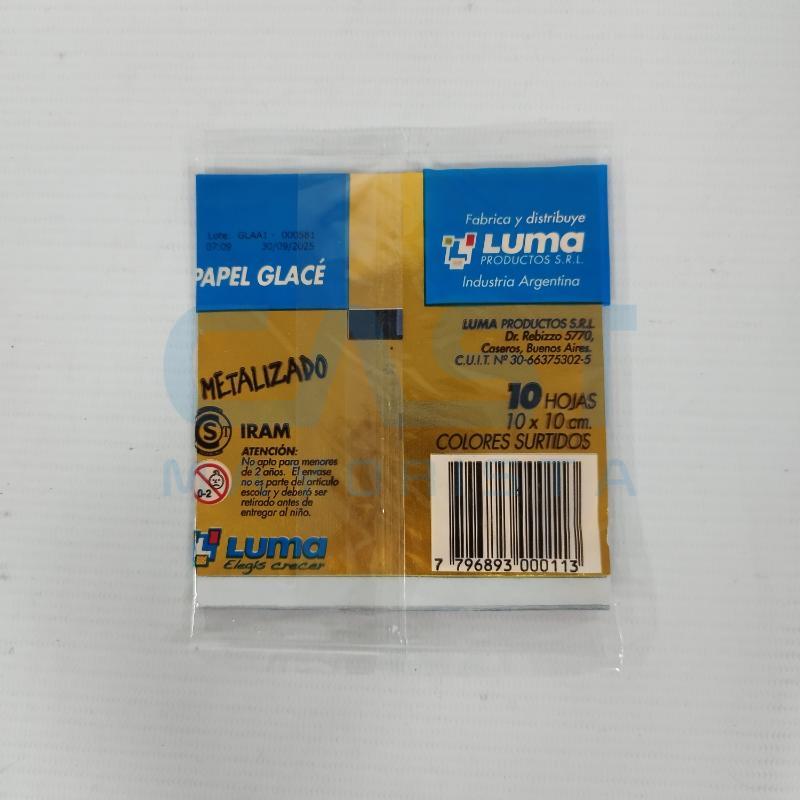 Lote: GLAA1 - 000581
07:09 30/09/2025
PAPEL GLACÉ
METALIZADO
IRAM
ATENCIÓN:
No apto para menores
de 2 años. El envase
no es parte del artículo
escolar y deberá ser
retirado antes de
entregar al niño.
0-2
Luma
Elegís crecer
Fabrica y distribuye
Luma
PRODUCTOS S.R.L.
Industria Argentina
LUMA PRODUCTOS S.R.L
Dr. Rebizzo 5770,
Caseros, Buenos Aires.
C.U.I.T. Nº 30-66375302-5
10 HOJAS
10 x 10 cm.
COLORES SURTIDOS
7 796893 000113